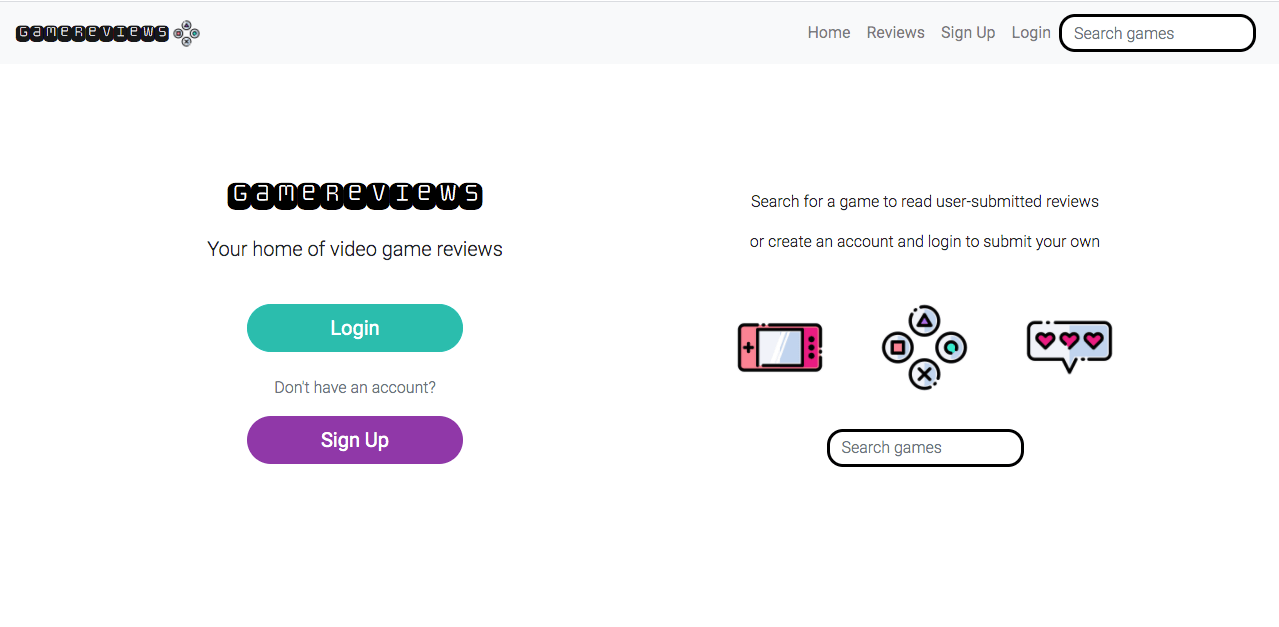 GameReviews
Home Reviews Sign Up Login Search games
GameReviews
Your home of video game reviews
Login
Don't have an account?
Sign Up
Search for a game to read user-submitted reviews
or create an account and login to submit your own
Search games